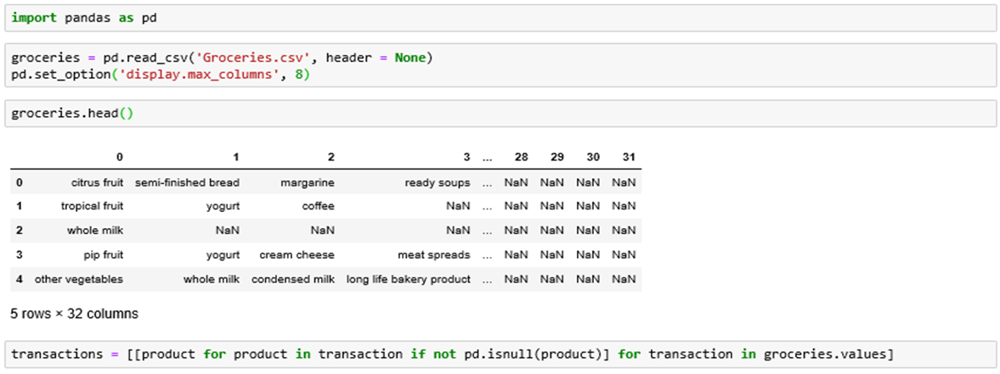 import pandas as pd
groceries = pd.read_csv('Groceries.csv', header = None)
pd.set_option('display.max_columns', 8)
groceries.head()
0 1 2 3 ... 28 29 30 31
0 citrus fruit semi-finished bread margarine ready soups ... NaN NaN NaN NaN
1 tropical fruit yogurt coffee NaN ... NaN NaN NaN NaN
2 whole milk NaN NaN NaN ... NaN NaN NaN NaN
3 pip fruit yogurt cream cheese meat spreads ... NaN NaN NaN NaN
4 other vegetables whole milk condensed milk long life bakery product ... NaN NaN NaN NaN
5 rows × 32 columns
transactions = [[product for product in transaction if not pd.isnull(product)] for transaction in groceries.values]